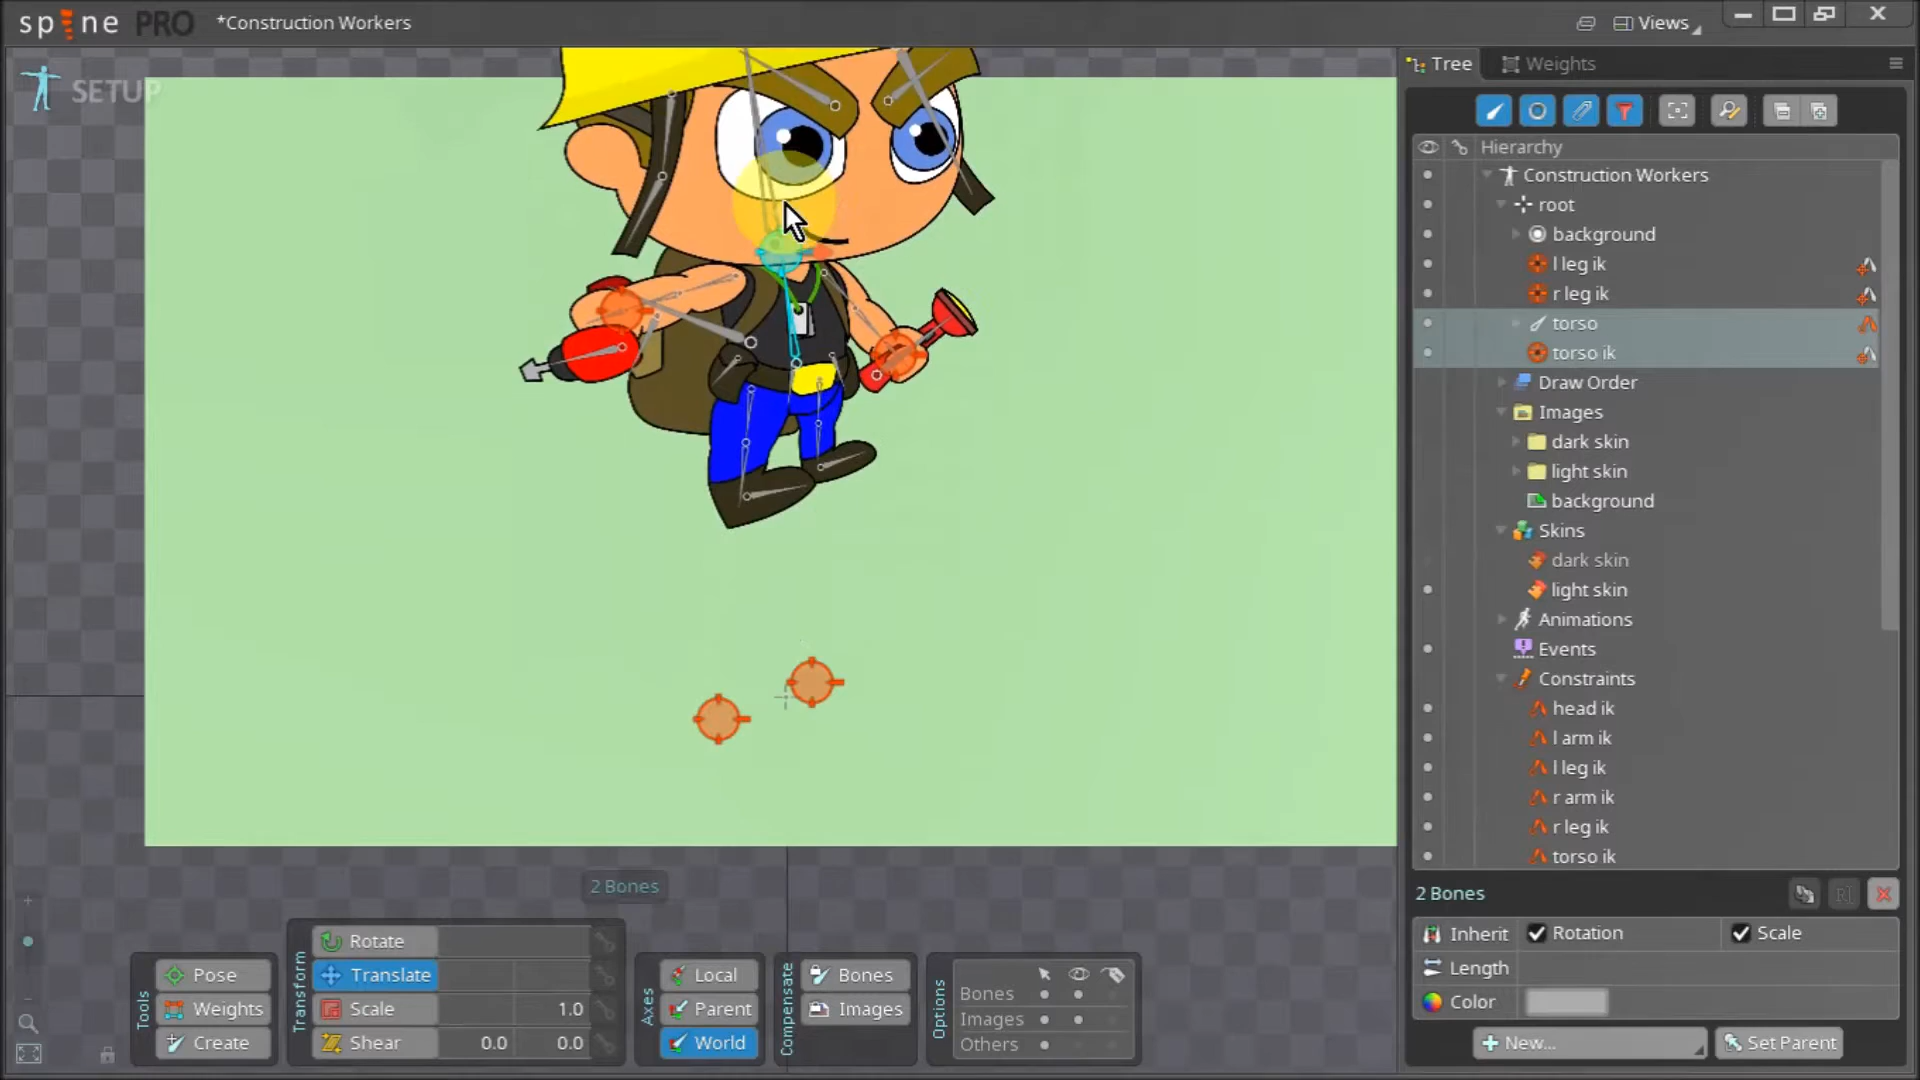 spine PRO *Construction Workers Views
SETUP
Tree Weights
Hierarchy
Construction Workers
root
background
l leg ik
r leg ik
torso
torso ik
Draw Order
Images
dark skin
light skin
background
Skins
dark skin
light skin
Animations
Events
Constraints
head ik
l arm ik
l leg ik
r arm ik
r leg ik
torso ik
2 Bones
Inherit Rotation Scale
Length
Color
New... Set Parent
2 Bones
Tools
Pose
Weights
Create
Transform
Rotate
Translate
Scale 1.0
Shear 0.0 0.0
Axes
Local
Parent
World
Compensate
Bones
Images
Options
Bones
Images
Others